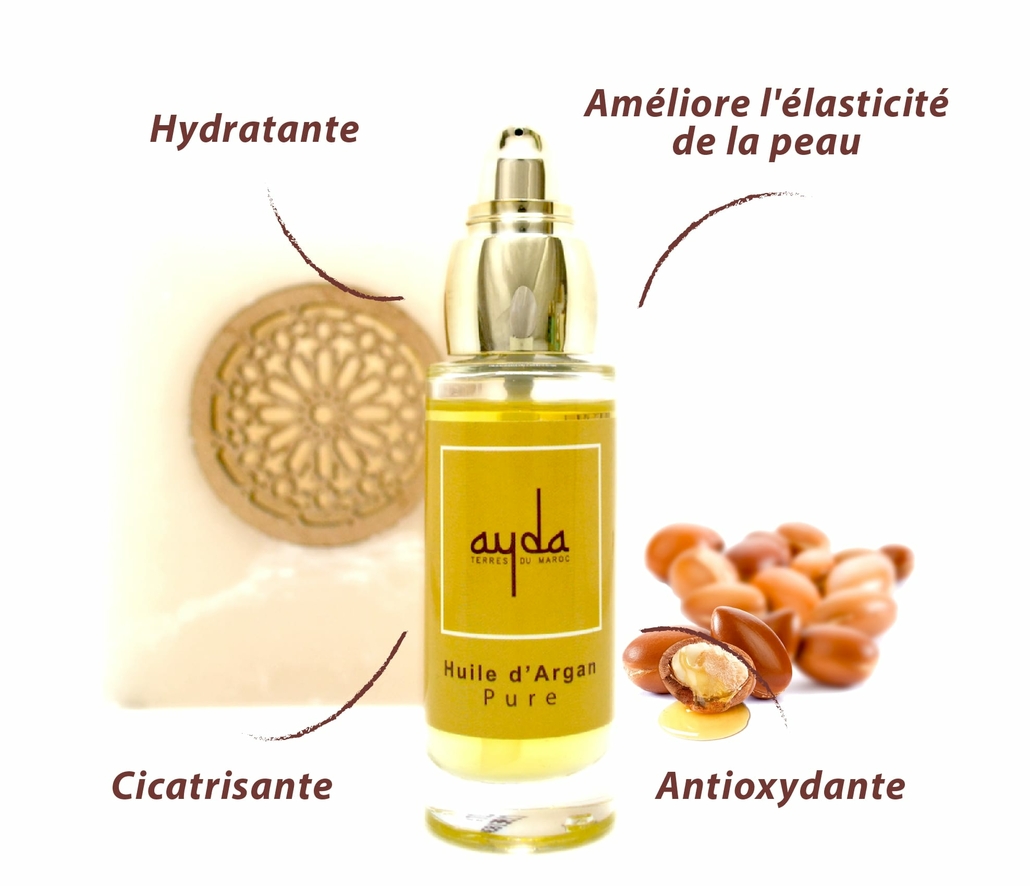 Hydratante
Améliore l'élasticité
de la peau
ayda
TERRES DU MAROC
Huile d'Argan
Pure
Cicatrisante
Antioxydante